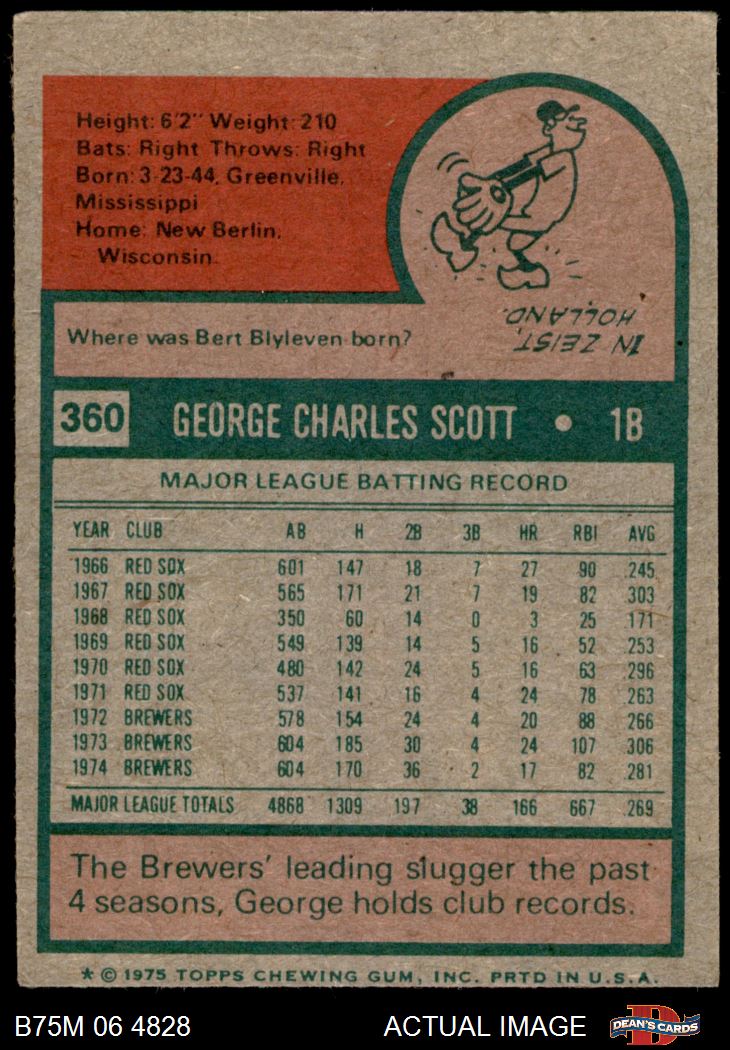 Height: 6'2" Weight: 210
Bats: Right Throws: Right
Born: 3-23-44, Greenville,
Mississippi
Home: New Berlin,
Wisconsin.
Where was Bert Blyleven born?
IN ZEIST,
HOLLAND.
360 GEORGE CHARLES SCOTT • 1B
MAJOR LEAGUE BATTING RECORD
YEAR CLUB AB H 2B 3B HR RBI AVG
1966 RED SOX 601 147 18 7 27 90 .245
1967 RED SOX 565 171 21 7 19 82 .303
1968 RED SOX 350 60 14 0 3 25 .171
1969 RED SOX 549 139 14 5 16 52 .253
1970 RED SOX 480 142 24 5 16 63 .296
1971 RED SOX 537 141 16 4 24 78 .263
1972 BREWERS 578 154 24 4 20 88 .266
1973 BREWERS 604 185 30 4 24 107 .306
1974 BREWERS 604 170 36 2 17 82 .281
MAJOR LEAGUE TOTALS 4868 1309 197 38 166 667 .269
The Brewers' leading slugger the past
4 seasons, George holds club records.
* © 1975 TOPPS CHEWING GUM, INC. PRTD IN U.S.A.
B75M 06 4828 ACTUAL IMAGE DEAN'S CARDS